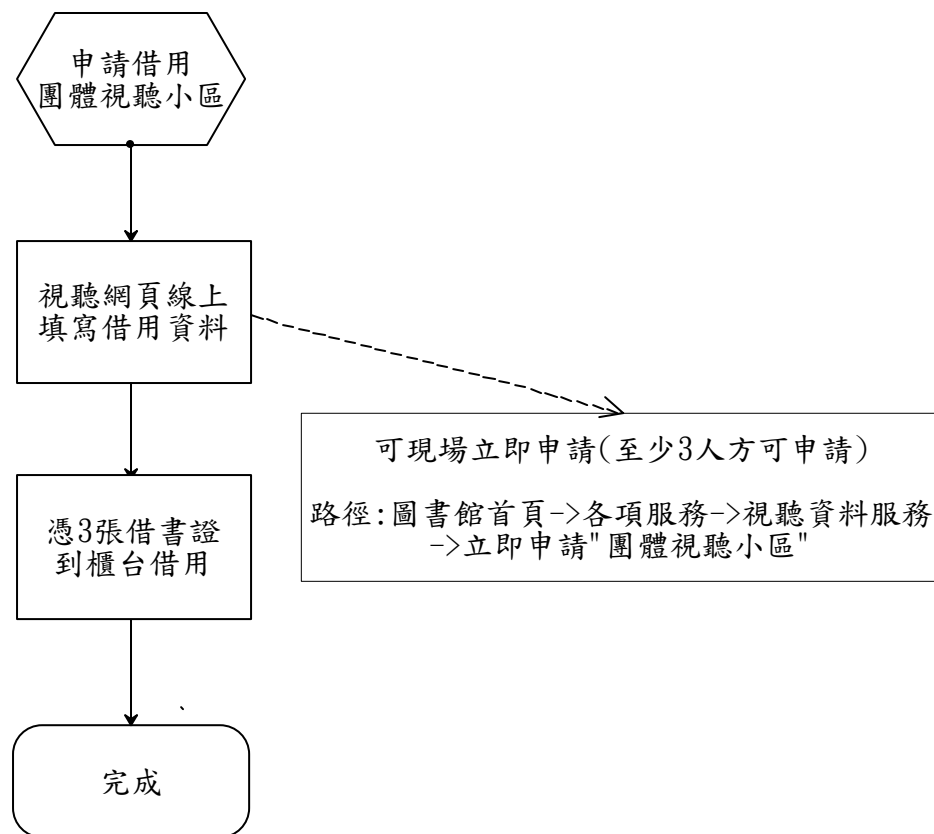 申請借用
團體視聽小區
視聽網頁線上
填寫借用資料
可現場立即申請(至少3人方可申請)
路徑:圖書館首頁->各項服務->視聽資料服務
->立即申請"團體視聽小區"
憑3張借書證
到櫃台借用
完成